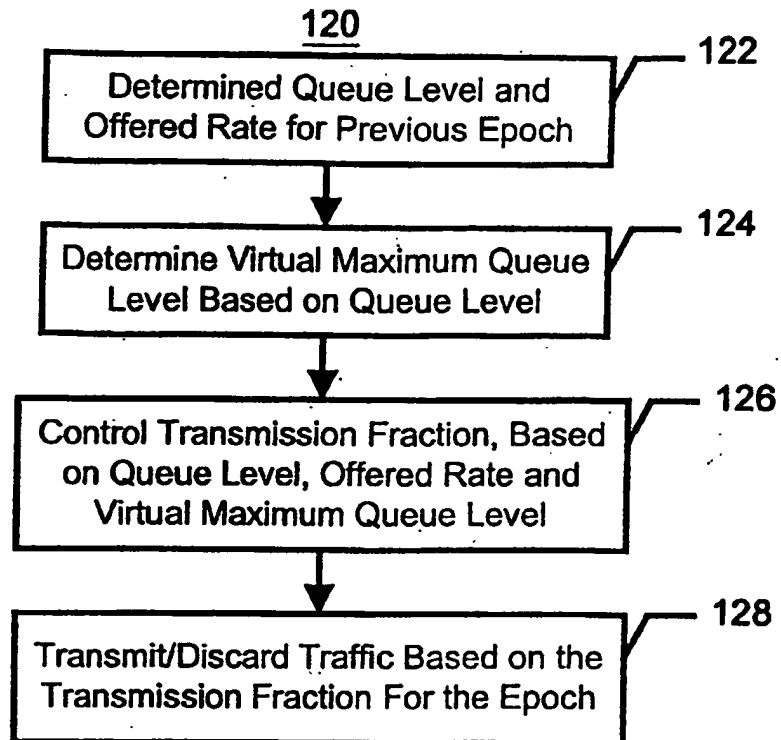 120
122
Determined Queue Level and
Offered Rate for Previous Epoch
124
Determine Virtual Maximum Queue
Level Based on Queue Level
126
Control Transmission Fraction, Based
on Queue Level, Offered Rate and
Virtual Maximum Queue Level
128
Transmit/Discard Traffic Based on the
Transmission Fraction For the Epoch